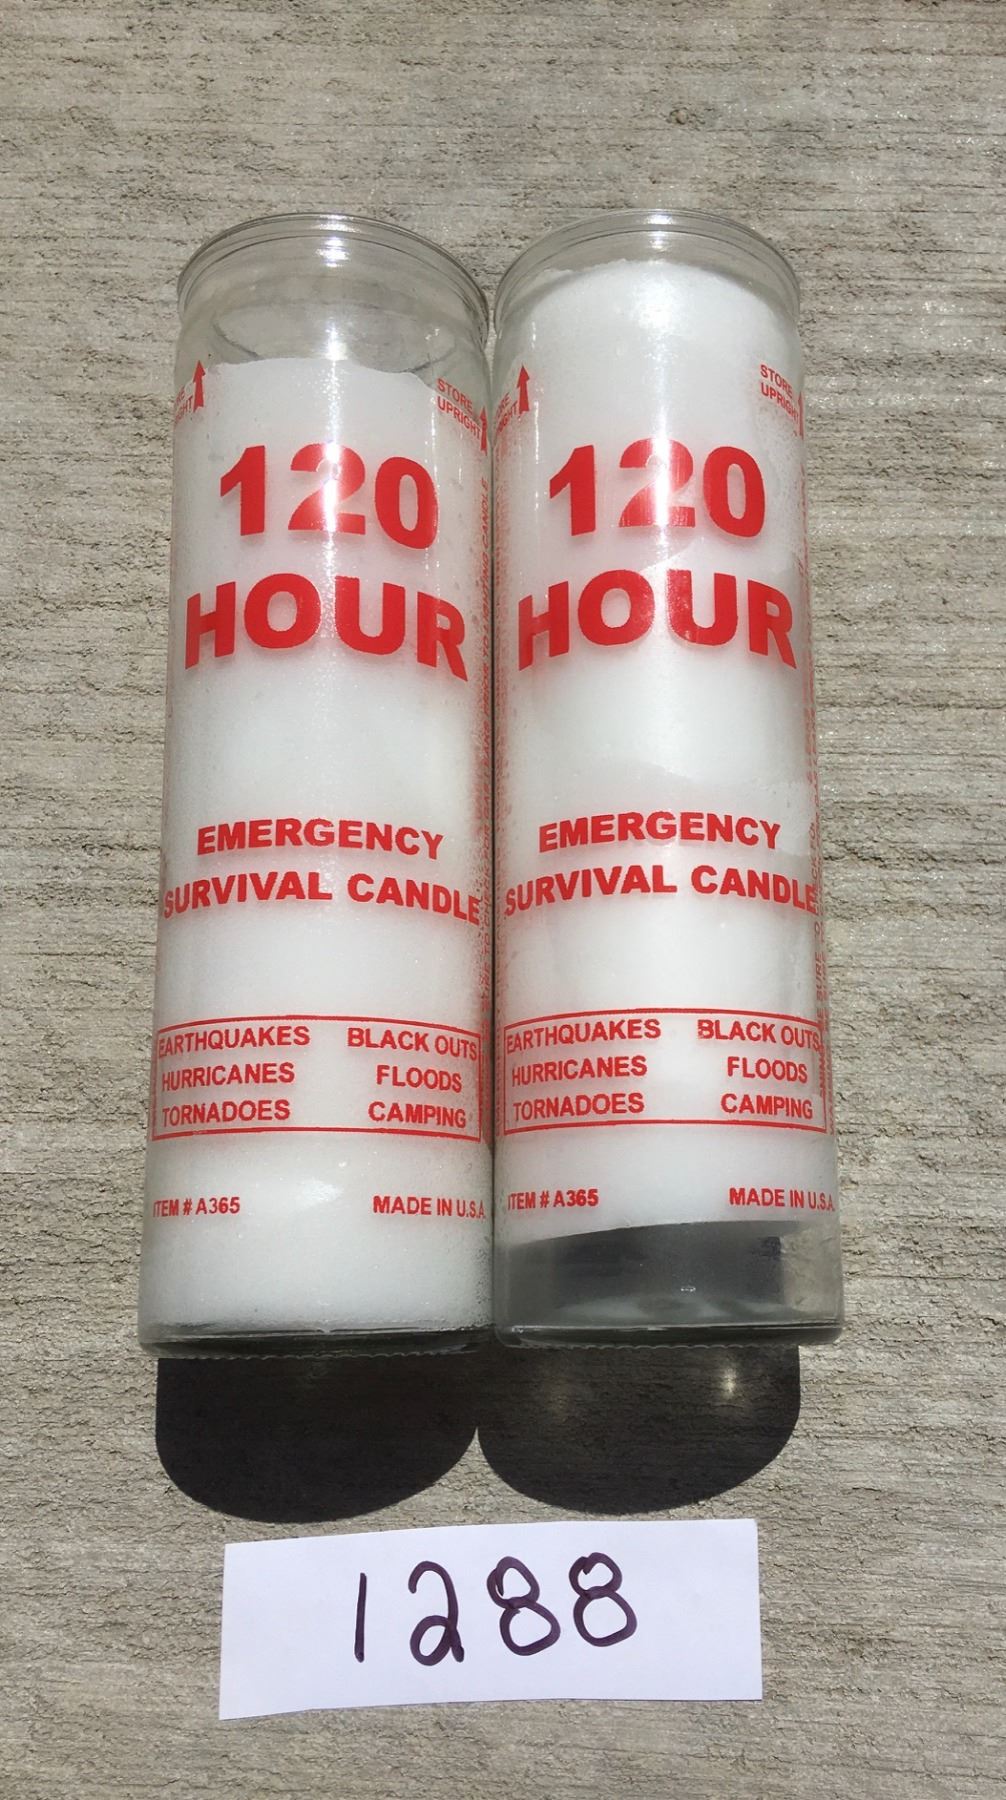 STORE
UPRIGHT
120
HOUR
EMERGENCY
SURVIVAL CANDLE
EARTHQUAKES BLACK OUTS
HURRICANES FLOODS
TORNADOES CAMPING
ITEM # A365 MADE IN U.S.A.
STORE
UPRIGHT
120
HOUR
EMERGENCY
SURVIVAL CANDLE
EARTHQUAKES BLACK OUTS
HURRICANES FLOODS
TORNADOES CAMPING
ITEM # A365 MADE IN U.S.A.
1288